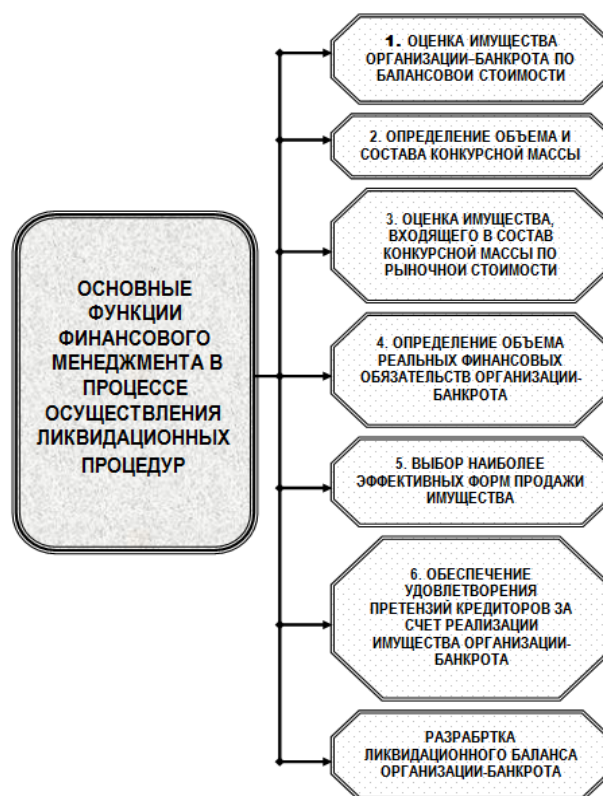 ОСНОВНЫЕ
ФУНКЦИИ
ФИНАНСОВОГО
МЕНЕДЖМЕНТА В
ПРОЦЕССЕ
ОСУЩЕСТВЛЕНИЯ
ЛИКВИДАЦИОННЫХ
ПРОЦЕДУР
1. ОЦЕНКА ИМУЩЕСТВА
ОРГАНИЗАЦИИ–БАНКРОТА ПО
БАЛАНСОВОЙ СТОИМОСТИ
2. ОПРЕДЕЛЕНИЕ ОБЪЕМА И
СОСТАВА КОНКУРСНОЙ МАССЫ
3. ОЦЕНКА ИМУЩЕСТВА,
ВХОДЯЩЕГО В СОСТАВ
КОНКУРСНОЙ МАССЫ ПО
РЫНОЧНОЙ СТОИМОСТИ
4. ОПРЕДЕЛЕНИЕ ОБЪЕМА
РЕАЛЬНЫХ ФИНАНСОВЫХ
ОБЯЗАТЕЛЬСТВ ОРГАНИЗАЦИИ-
БАНКРОТА
5. ВЫБОР НАИБОЛЕЕ
ЭФФЕКТИВНЫХ ФОРМ ПРОДАЖИ
ИМУЩЕСТВА
6. ОБЕСПЕЧЕНИЕ
УДОВЛЕТВОРЕНИЯ
ПРЕТЕНЗИЙ КРЕДИТОРОВ ЗА
СЧЕТ РЕАЛИЗАЦИИ
ИМУЩЕСТВА ОРГАНИЗАЦИИ-
БАНКРОТА
РАЗРАБРТКА
ЛИКВИДАЦИОННОГО БАЛАНСА
ОРГАНИЗАЦИИ-БАНКРОТА